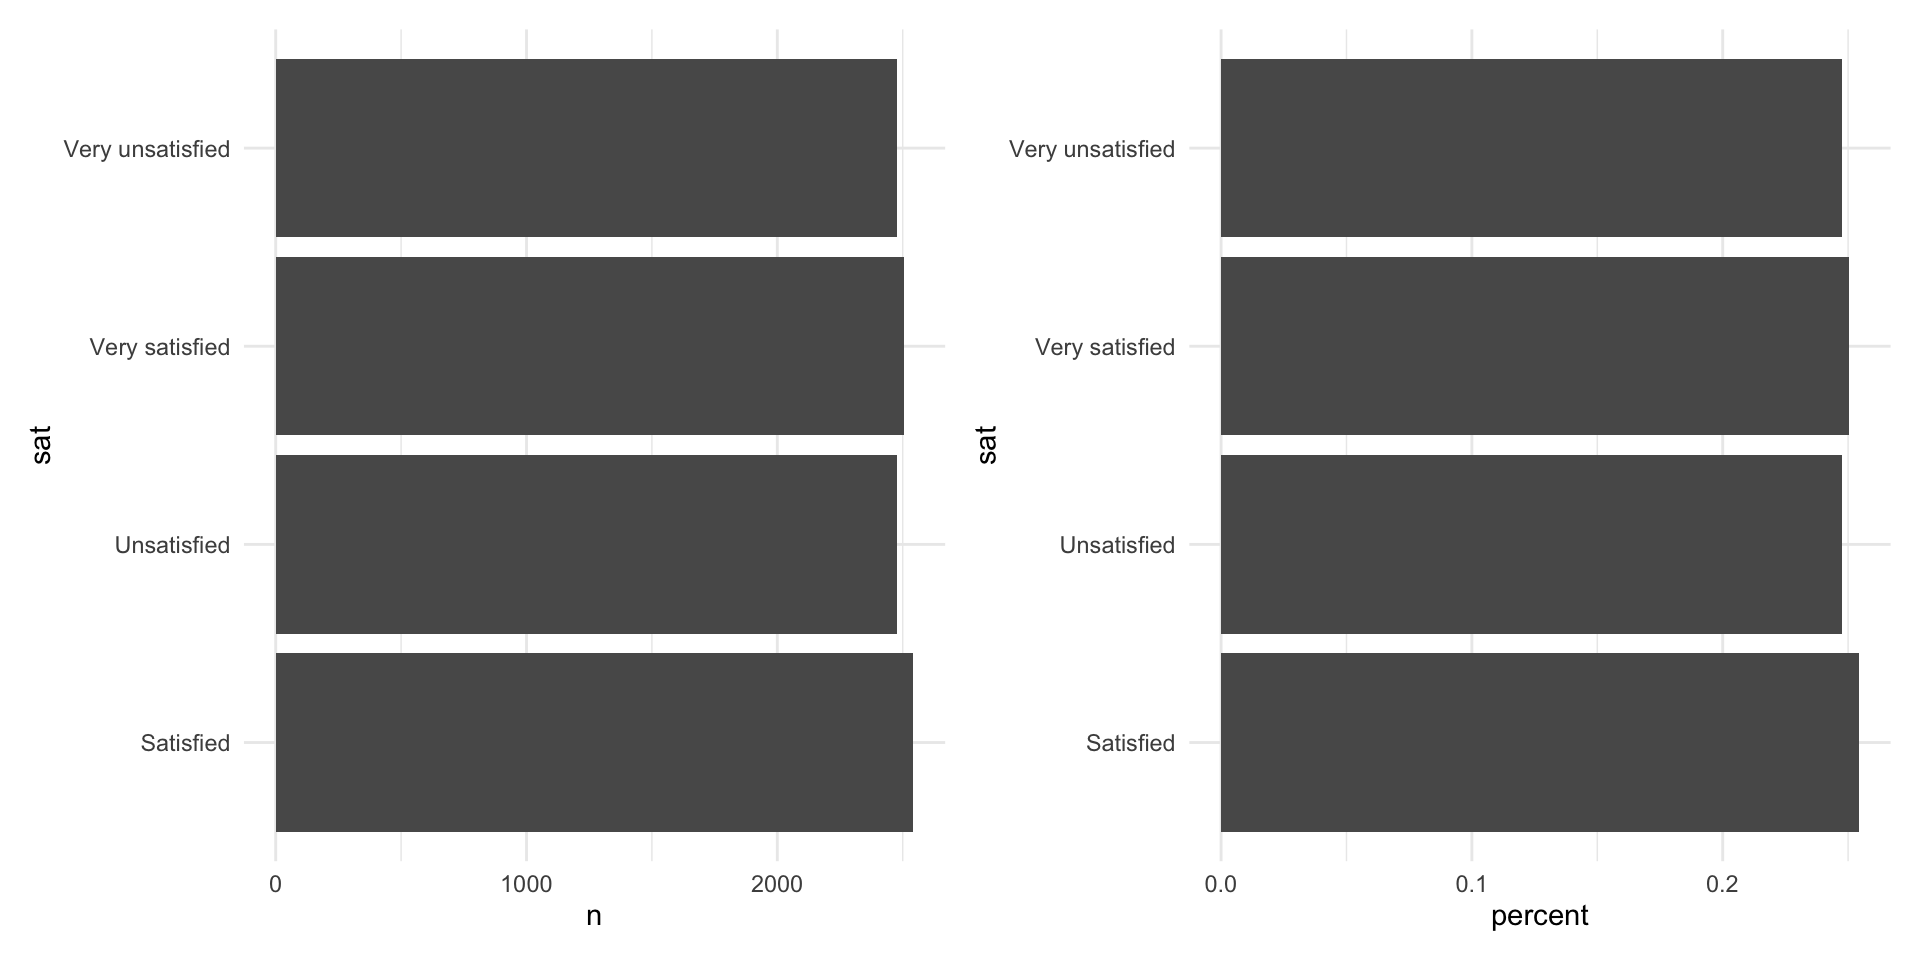 sat
Very unsatisfied
Very satisfied
Unsatisfied
Satisfied
0 1000 2000
n
sat
Very unsatisfied
Very satisfied
Unsatisfied
Satisfied
0.0 0.1 0.2
percent